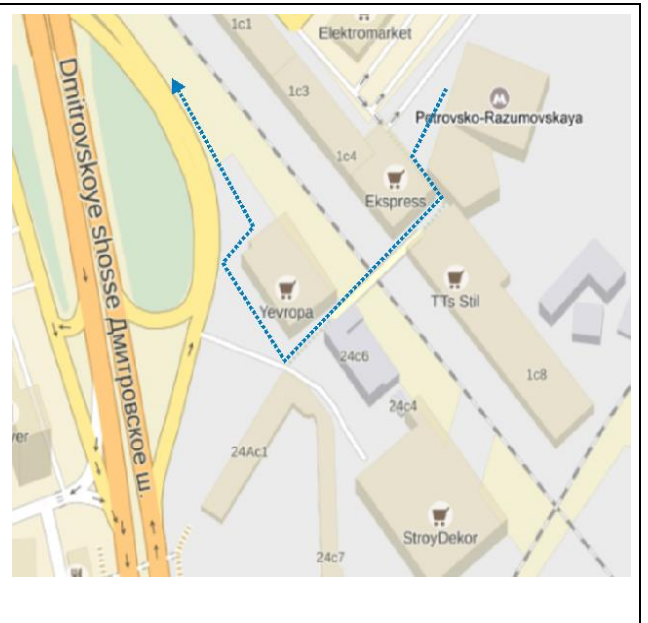 1c1
Elektromarket
1c3
Petrovsko-Razumovskaya
1c4
Ekspress
Dmitrovskoye shosse Дмитровское ш.
TTs Stil
Yevropa
24c6
1c8
24c4
ver
24Ac1
StroyDekor
24c7